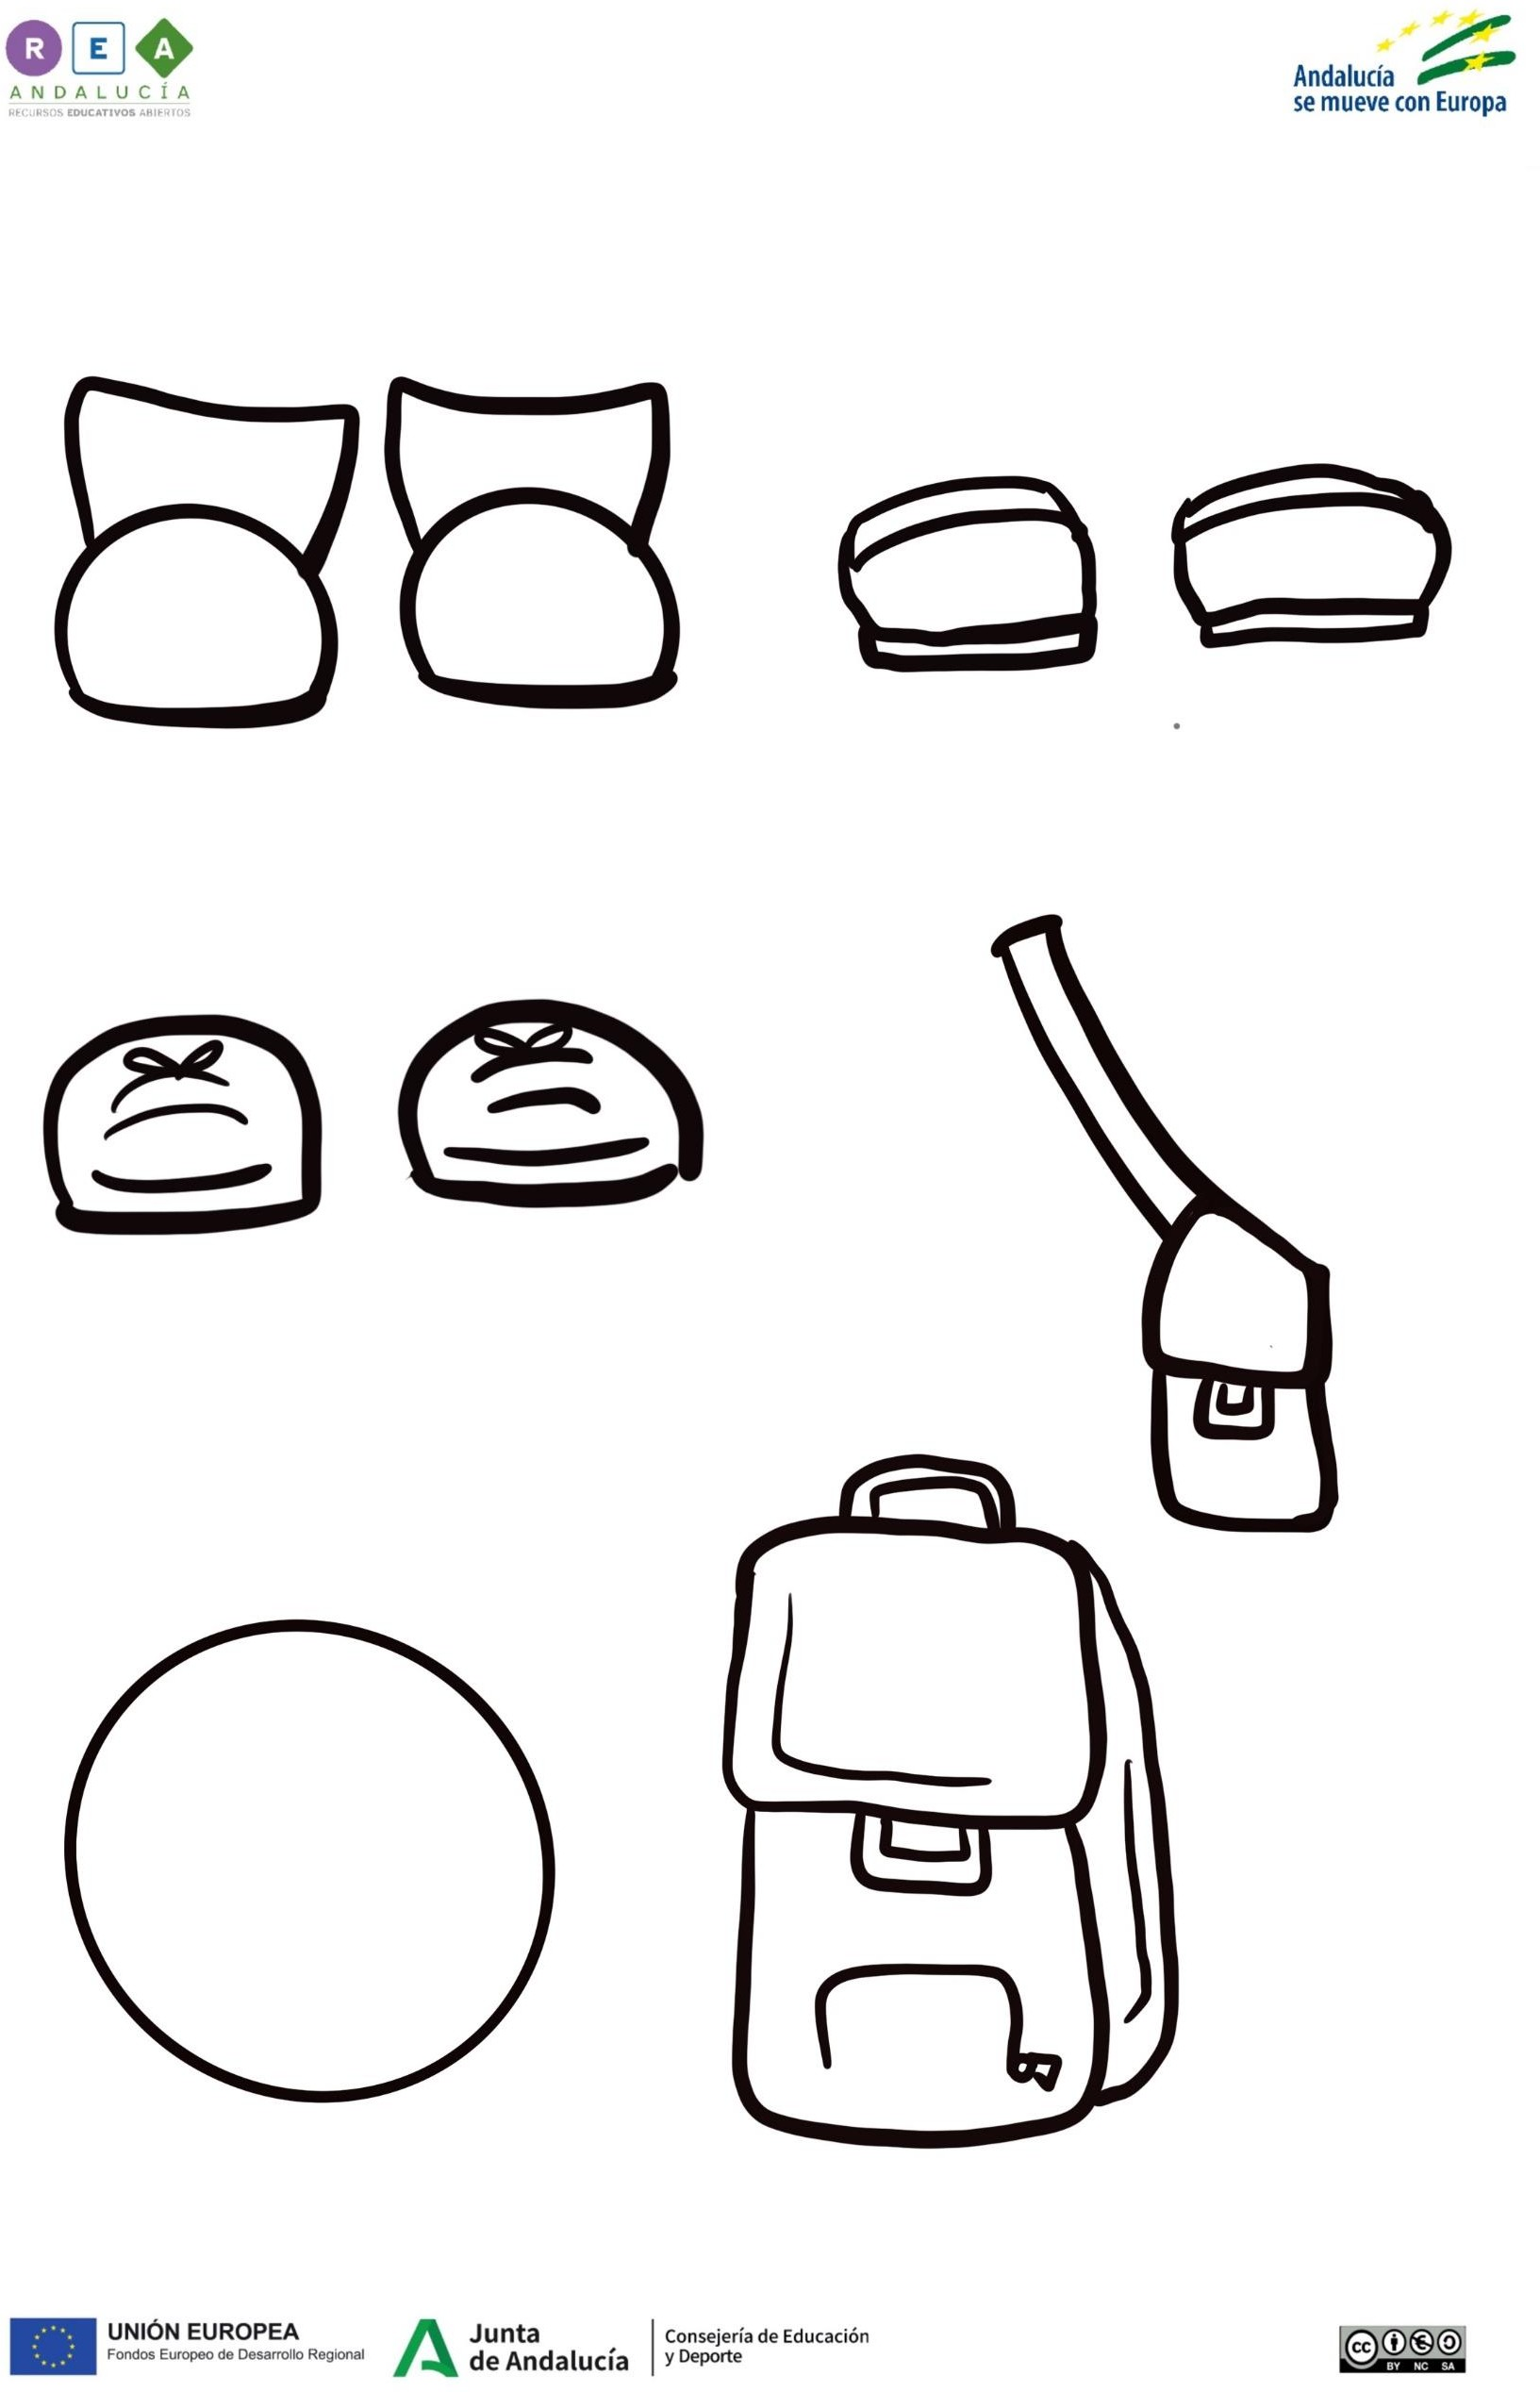 R E A
ANDALUCÍA
RECURSOS EDUCATIVOS ABIERTOS
Andalucía
se mueve con Europa
UNIÓN EUROPEA
Fondos Europeo de Desarrollo Regional
Junta
de Andalucía
Consejería de Educación
y Deporte
cc
BY NC SA